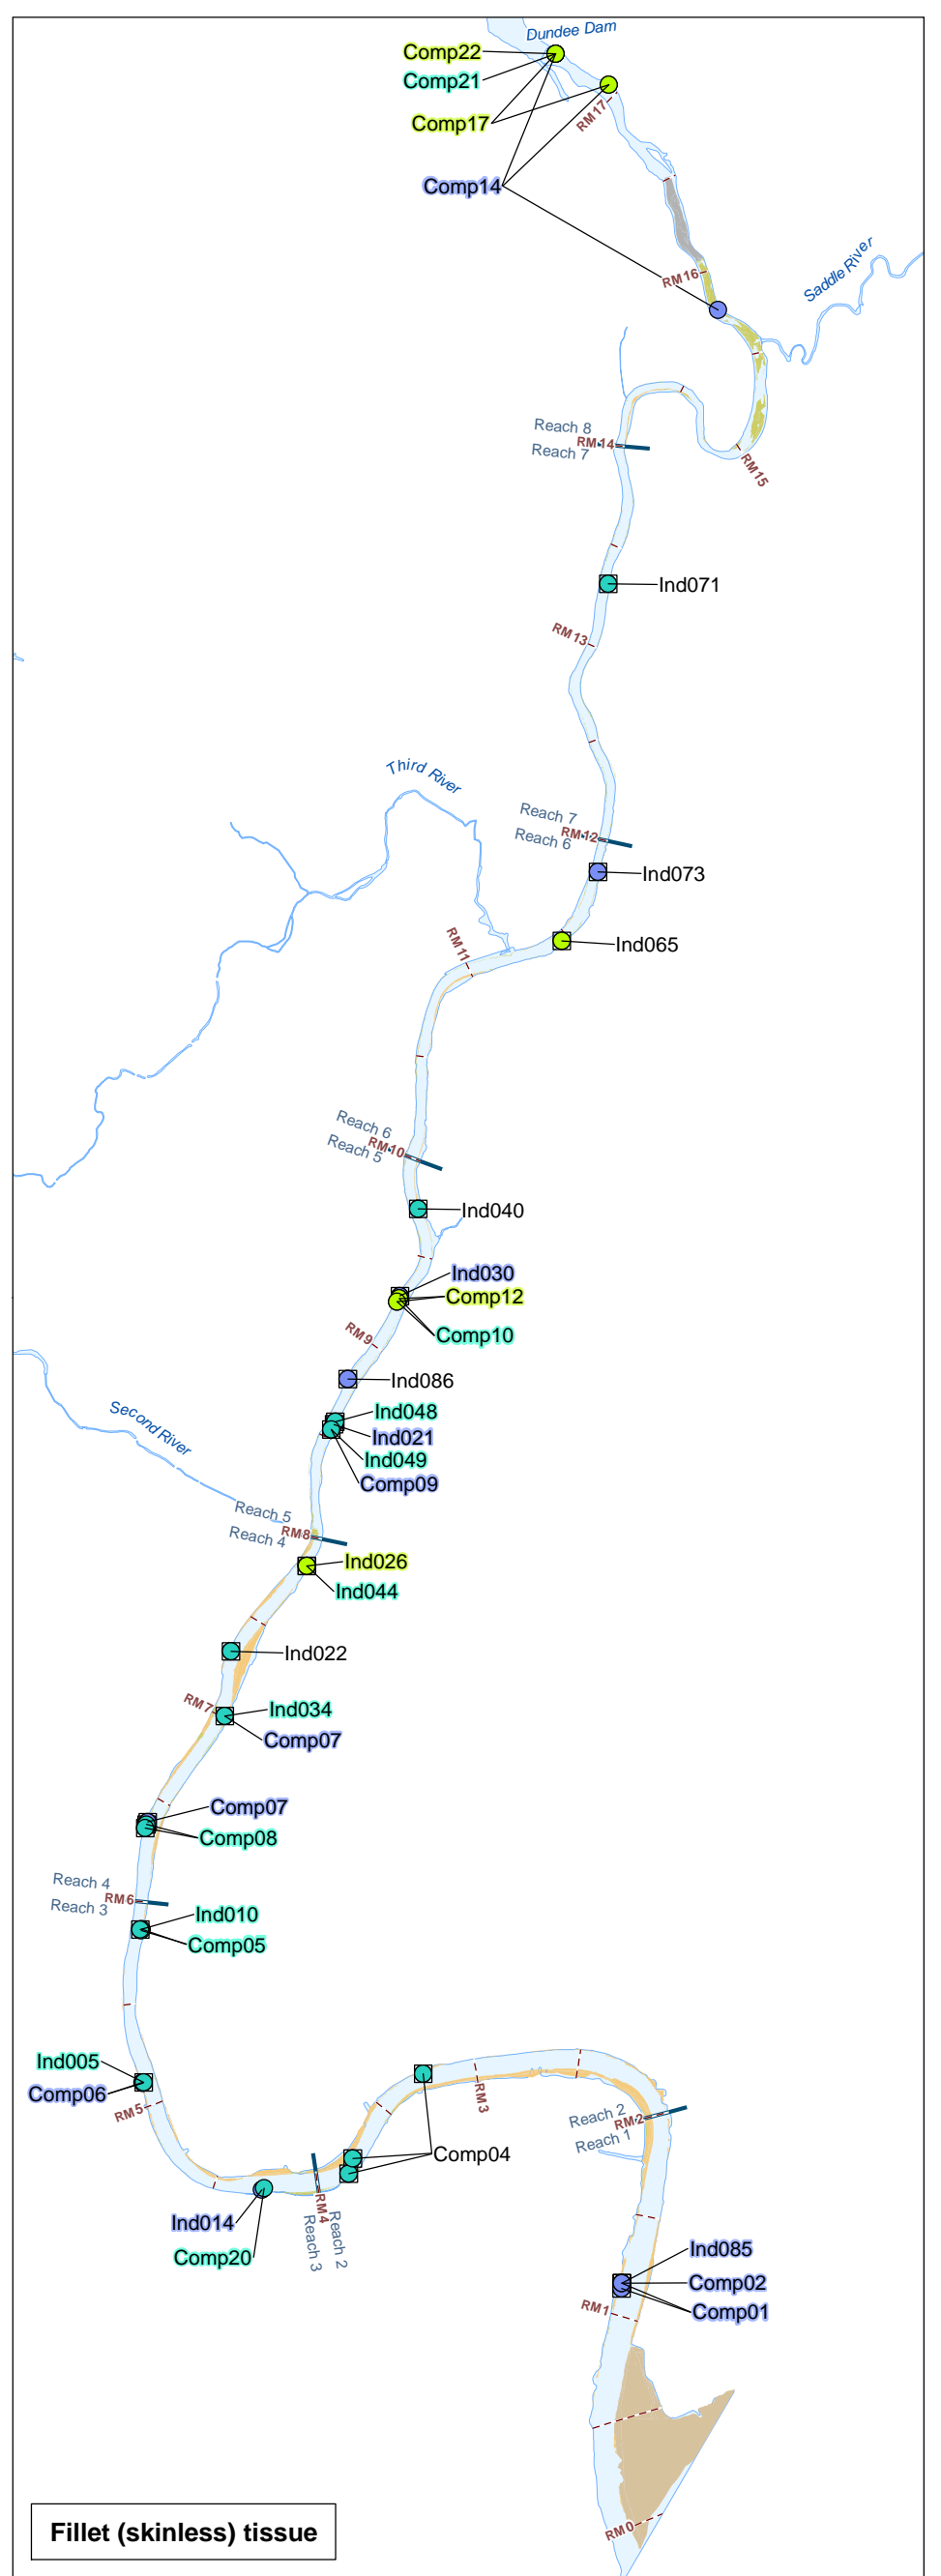 Dundee Dam
Comp22
Comp21
RM17
Comp17
Comp14
Saddle River
RM16
Reach 8
RM14
Reach 7
RM15
Ind071
RM13
Third River
Reach 7
RM12
Reach 6
Ind073
RM11
Ind065
Reach 6
RM10
Reach 5
Ind040
Ind030
Comp12
Comp10
RM9
Ind086
Second River
Ind048
Ind021
Ind049
Comp09
Reach 5
RM8
Reach 4
Ind026
Ind044
Ind022
RM7
Ind034
Comp07
Comp07
Comp08
Reach 4
RM6
Reach 3
Ind010
Comp05
Ind005
Comp06
RM5
RM3
Reach 2
RM2
Reach 1
Comp04
RM4
Reach 2
Reach 3
Ind014
Comp20
Ind085
Comp02
Comp01
RM1
RM0
Fillet (skinless) tissue